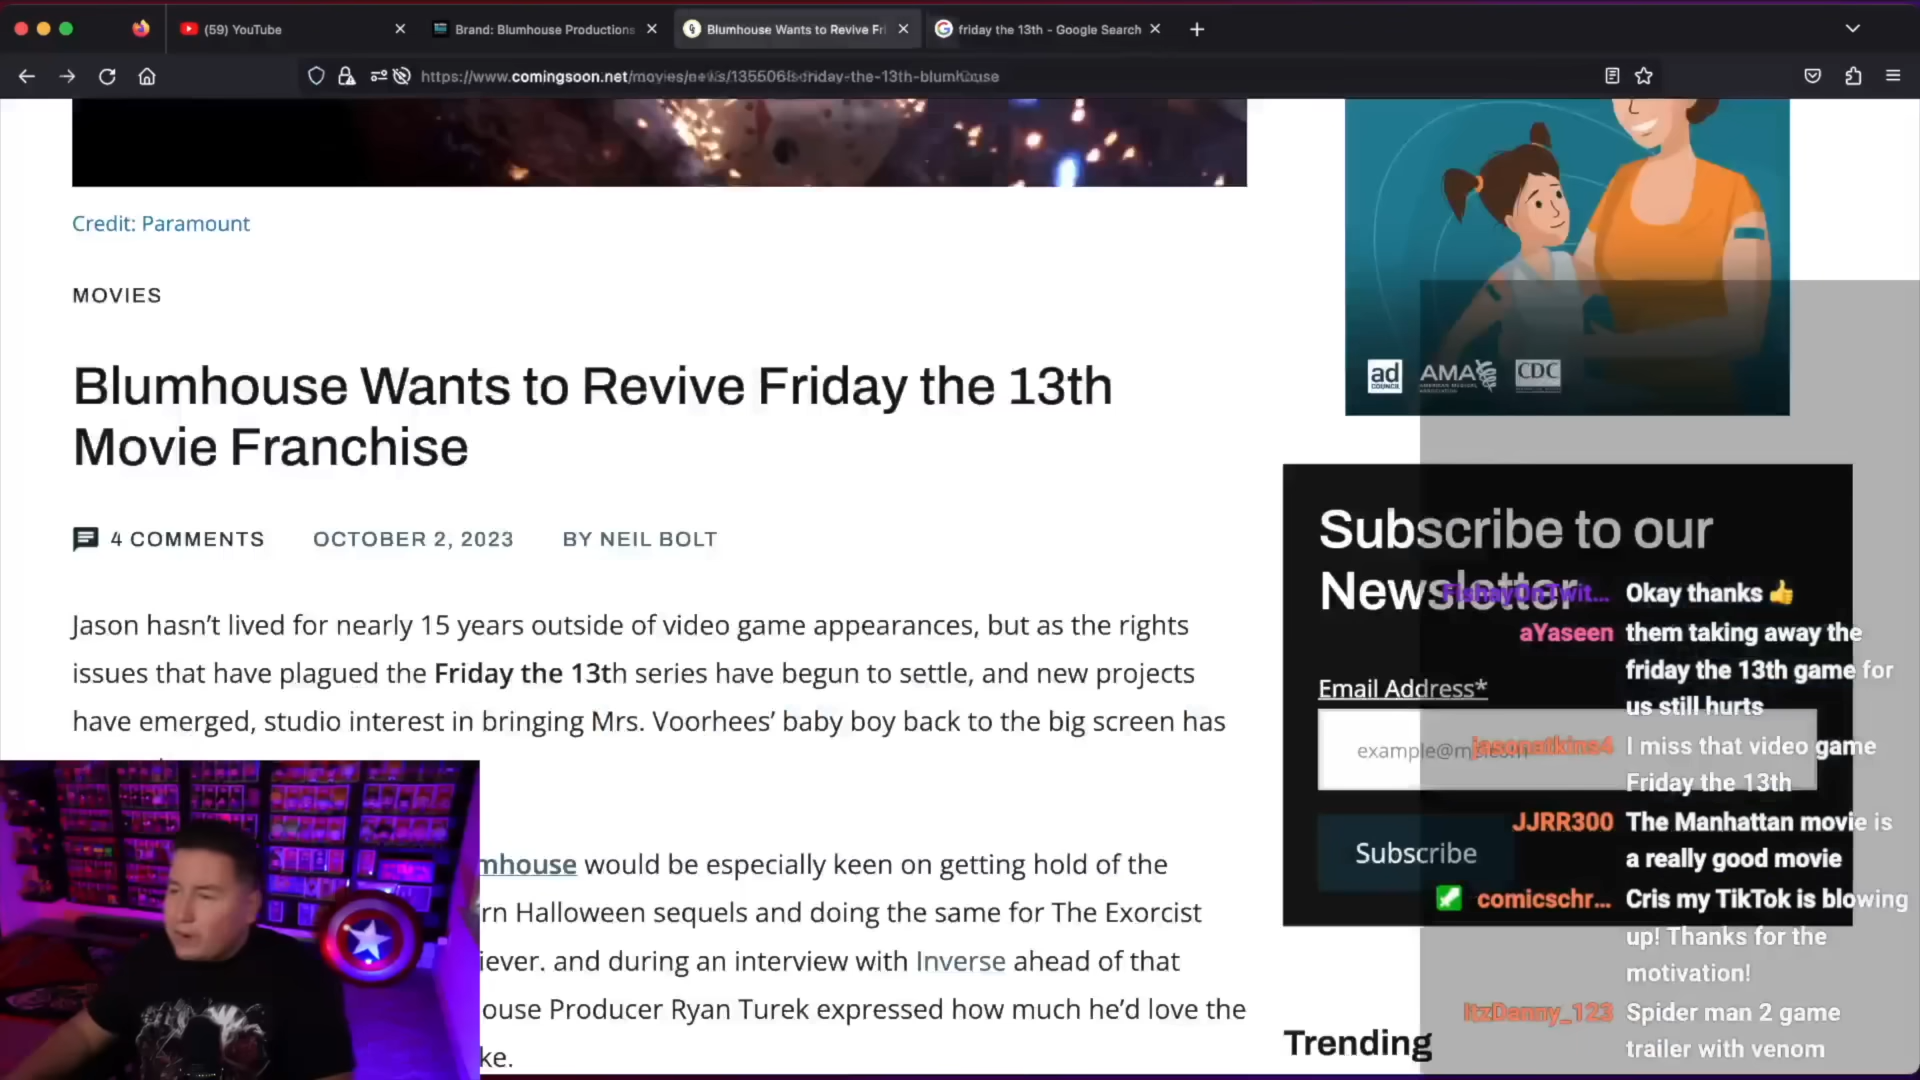 (59) YouTube
Brand: Blumhouse Productions
Blumhouse Wants to Revive Fri
friday the 13th - Google Search
https://www.comingsoon.net/movies/news/
Credit: Paramount
MOVIES
Blumhouse Wants to Revive Friday the 13th
Movie Franchise
4 COMMENTS
OCTOBER 2, 2023
BY NEIL BOLT
Jason hasn’t lived for nearly 15 years outside of video game appearances, but as the rights
issues that have plagued the Friday the 13th series have begun to settle, and new projects
have emerged, studio interest in bringing Mrs. Voorhees’ baby boy back to the big screen has
mhouse would be especially keen on getting hold of the
rn Halloween sequels and doing the same for The Exorcist
iever. and during an interview with Inverse ahead of that
ouse Producer Ryan Turek expressed how much he’d love the
ke.
ad
COUNCIL
AMA
AMERICAN MEDICAL
ASSOCIATION
CDC
Subscribe to our
Newsletter
Email Address*
Subscribe
Trending
Okay thanks 👍
aYaseen them taking away the
friday the 13th game for
us still hurts
jasonatkins4 I miss that video game
Friday the 13th
JJRR300 The Manhattan movie is
a really good movie
comicschr... Cris my TikTok is blowing
up! Thanks for the
motivation!
ItzDanny_123 Spider man 2 game
trailer with venom